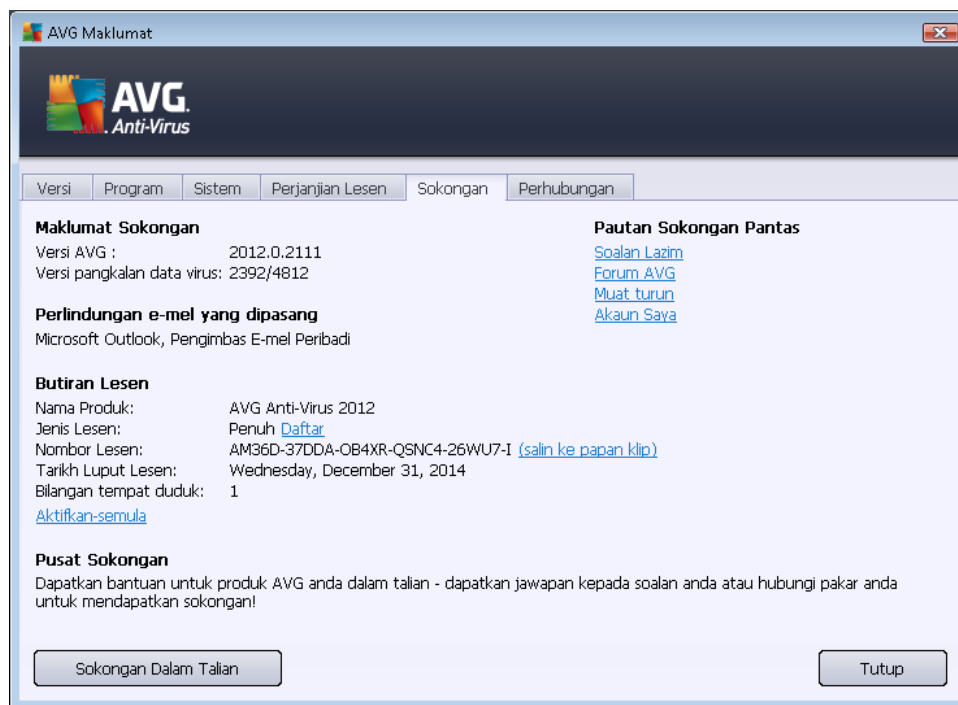 AVG Maklumat
AVG.
Anti-Virus
Versi Program Sistem Perjanjian Lesen Sokongan Perhubungan
Maklumat Sokongan
Versi AVG : 2012.0.2111
Versi pangkalan data virus: 2392/4812
Perlindungan e-mel yang dipasang
Microsoft Outlook, Pengimbas E-mel Peribadi
Pautan Sokongan Pantas
Soalan Lazim
Forum AVG
Muat turun
Akaun Saya
Butiran Lesen
Nama Produk: AVG Anti-Virus 2012
Jenis Lesen: Penuh Daftar
Nombor Lesen: AM36D-37DDA-OB4XR-QSNC4-26WU7-I (salin ke papan klip)
Tarikh Luput Lesen: Wednesday, December 31, 2014
Bilangan tempat duduk: 1
Aktifkan-semula
Pusat Sokongan
Dapatkan bantuan untuk produk AVG anda dalam talian - dapatkan jawapan kepada soalan anda atau hubungi pakar anda
untuk mendapatkan sokongan!
Sokongan Dalam Talian Tutup